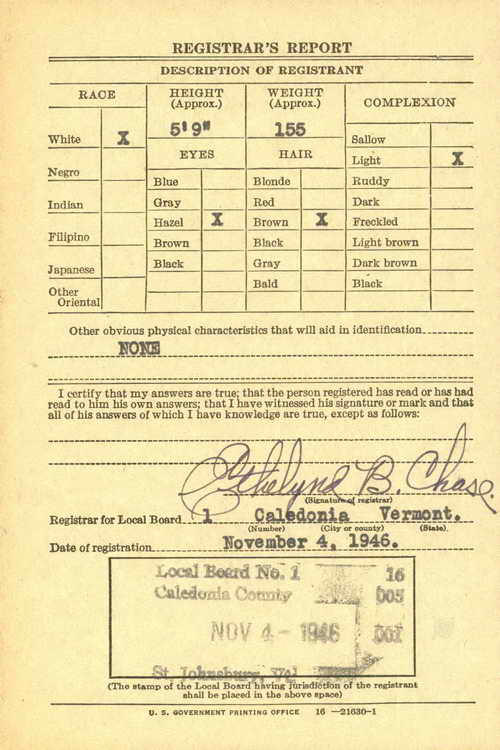 REGISTRAR'S REPORT
DESCRIPTION OF REGISTRANT
RACE
HEIGHT (Approx.)
WEIGHT (Approx.)
COMPLEXION
5'9"
155
White X
EYES
HAIR
Sallow
Light X
Negro
Blue
Blonde
Ruddy
Indian
Gray
Red
Dark
Hazel X
Brown X
Freckled
Filipino
Brown
Black
Light brown
Japanese
Black
Gray
Dark brown
Other Oriental
Bald
Black
Other obvious physical characteristics that will aid in identification
NONE
I certify that my answers are true; that the person registered has read or has had
read to him his own answers; that I have witnessed his signature or mark and that
all of his answers of which I have knowledge are true, except as follows:
Ethelynd B. Chase
(Signature of registrar)
Registrar for Local Board 1 Caledonia Vermont.
(Number) (City or county) (State)
Date of registration November 4, 1946.
Local Board No. 1 16
Caledonia County 005
NOV 4 - 1946 001
St. Johnsbury,
(The stamp of the Local Board having jurisdiction of the registrant
shall be placed in the above space)
U. S. GOVERNMENT PRINTING OFFICE 16—21630-1